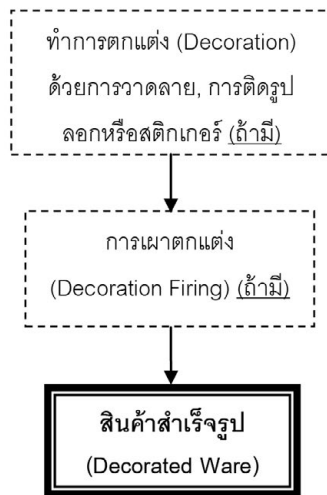 ทำการตกแต่ง (Decoration)
ด้วยการวาดลาย, การติดรูป
ลอกหรือสติกเกอร์ (ถ้ามี)
การเผาตกแต่ง
(Decoration Firing) (ถ้ามี)
สินค้าสำเร็จรูป
(Decorated Ware)